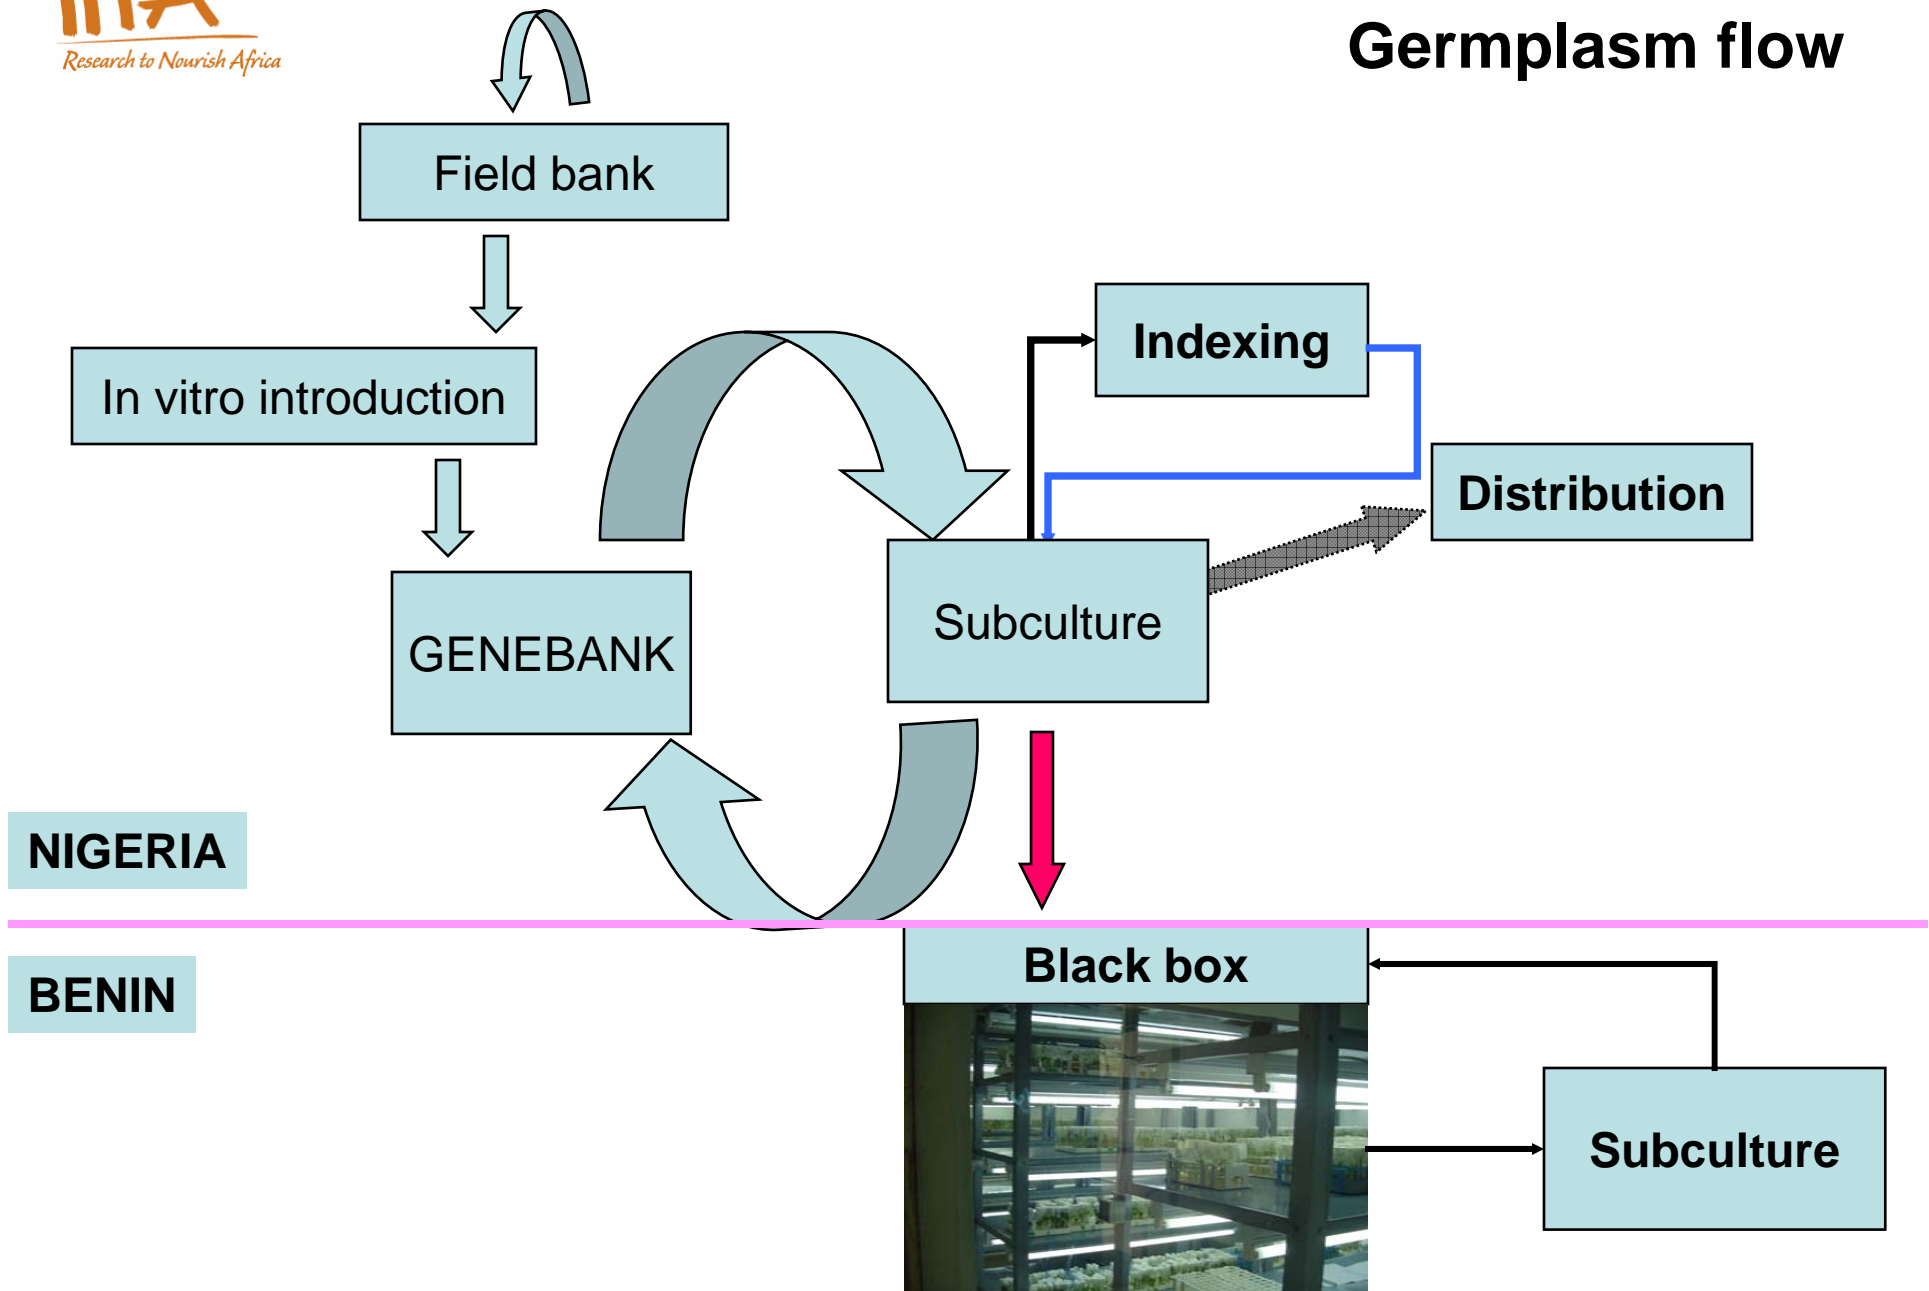 Research to Nourish Africa
Germplasm flow
Field bank
In vitro introduction
Indexing
Distribution
GENEBANK
Subculture
NIGERIA
BENIN
Black box
Subculture